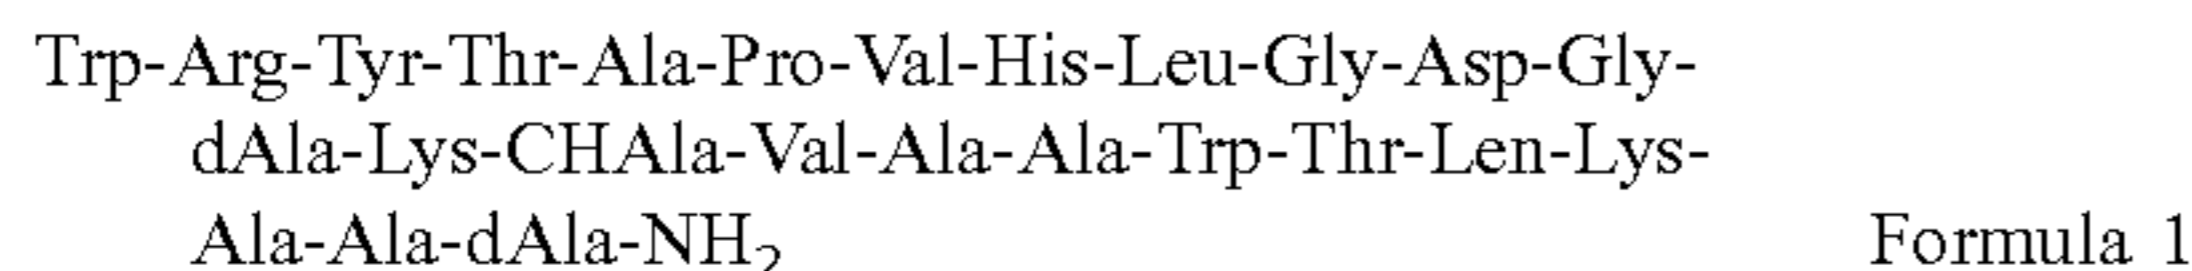 Trp-Arg-Tyr-Thr-Ala-Pro-Val-His-Leu-Gly-Asp-Gly-
dAla-Lys-CHAla-Val-Ala-Ala-Trp-Thr-Len-Lys-
Ala-Ala-dAla-NH₂ Formula 1